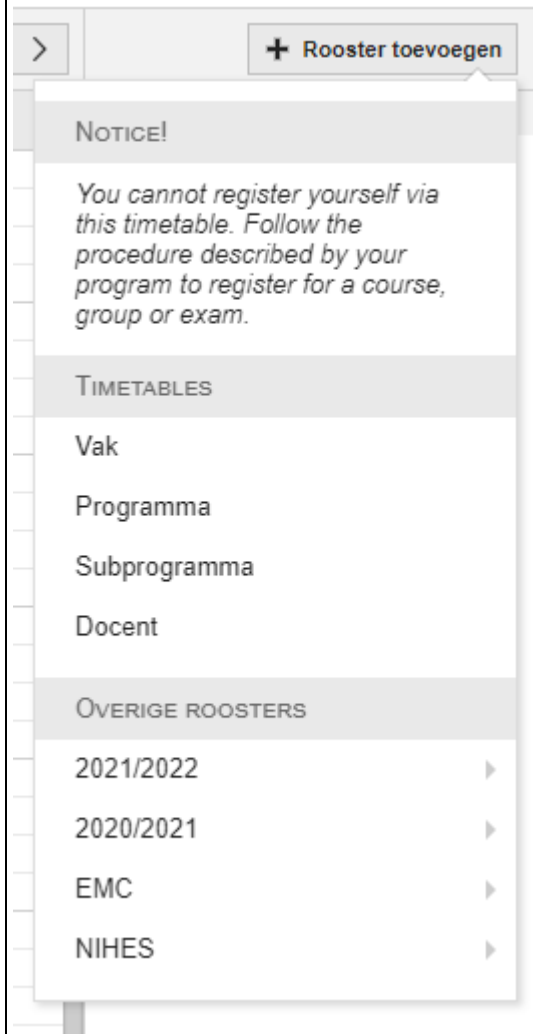 Rooster toevoegen
NOTICE!
You cannot register yourself via
this timetable. Follow the
procedure described by your
program to register for a course,
group or exam.
TIMETABLES
Vak
Programma
Subprogramma
Docent
OVERIGE ROOSTERS
2021/2022
2020/2021
EMC
NIHES